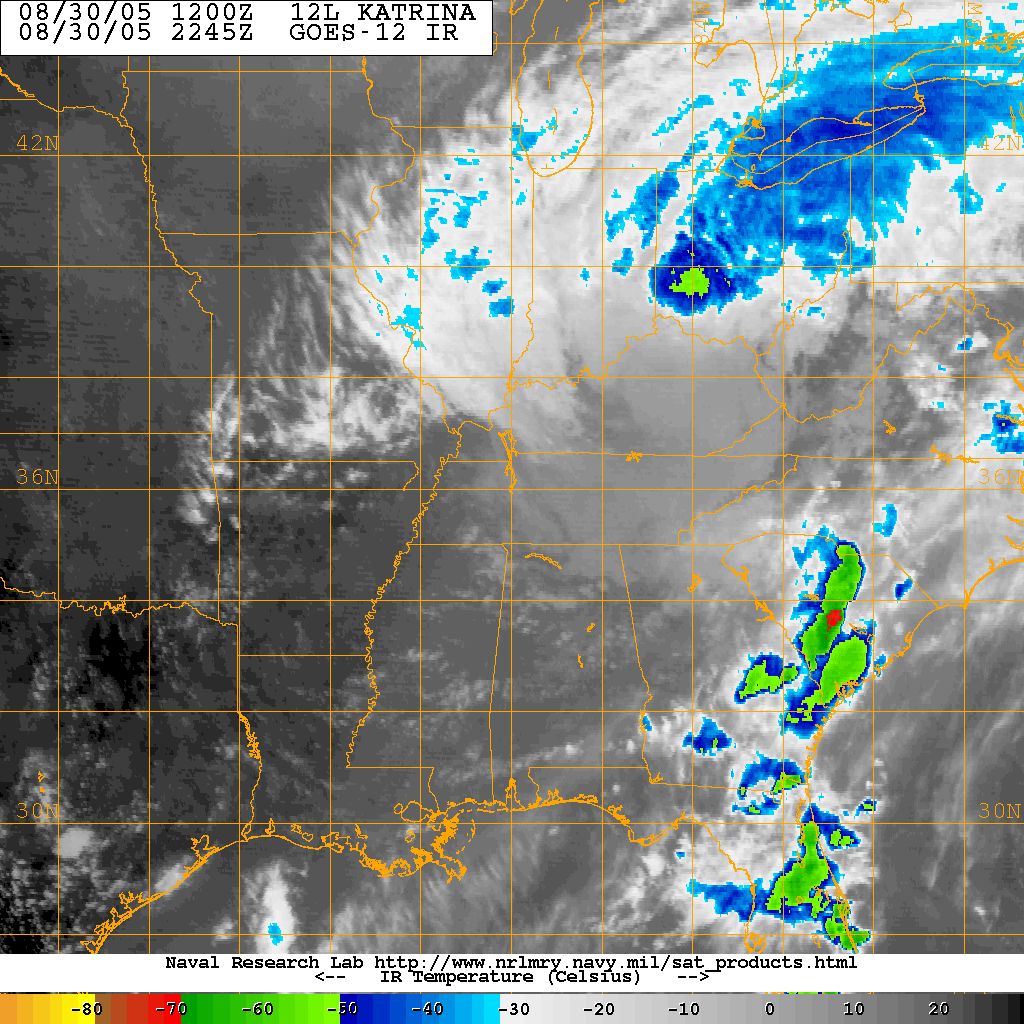 08/30/05 1200Z 12L KATRINA
08/30/05 2245Z GOES-12 IR
42N 42N
36N 36N
30N 30N
Naval Research Lab http://www.nrlmry.navy.mil/sat_products.html
<-- IR Temperature (Celsius) -->
-80 -70 -60 -50 -40 -30 -20 -10 0 10 20